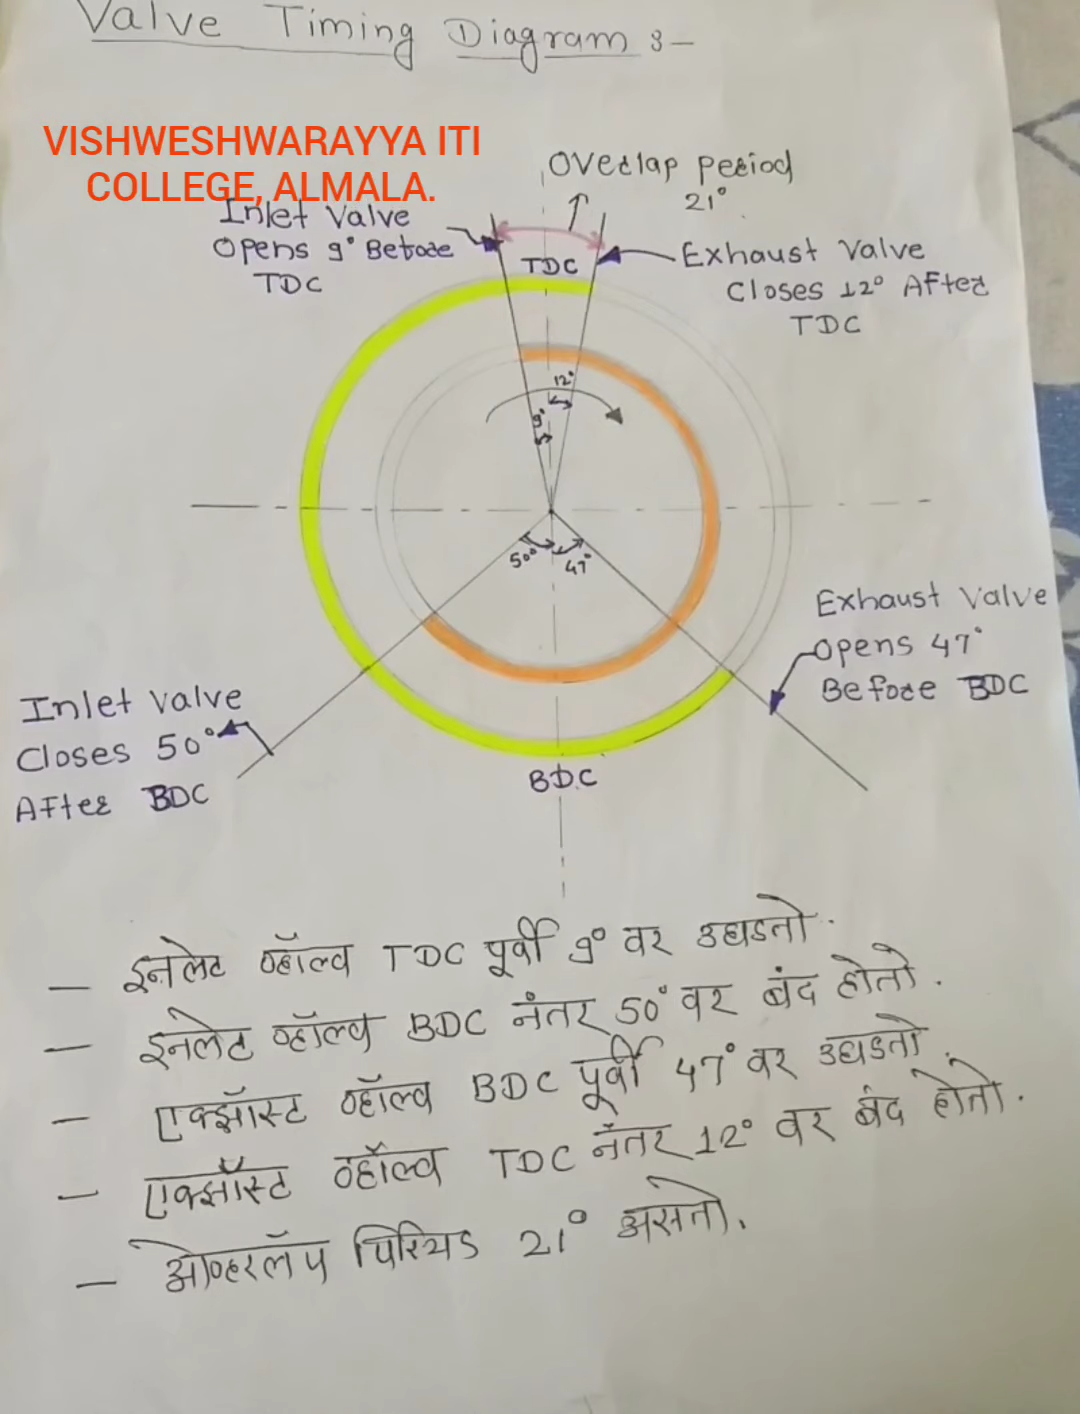 Valve Timing Diagram :-
VISHWESHWARAYYA ITI
COLLEGE, ALMALA.
Overlap Period
21°
Inlet Valve
Opens 9° Before
TDC
TDC
Exhaust Valve
Closes 12° After
TDC
12°
9°
50°
47°
Exhaust Valve
Opens 47°
Before BDC
Inlet Valve
Closes 50°
After BDC
BDC
— इनलेट व्हॉल्व TDC पूर्वी 9° वर उघडतो.
— इनलेट व्हॉल्व BDC नंतर 50° वर बंद होतो.
— एक्झॉस्ट व्हॉल्व BDC पूर्वी 47° वर उघडतो.
— एक्झॉस्ट व्हॉल्व TDC नंतर 12° वर बंद होतो.
— ओव्हरलॅप पिरियड 21° असतो.